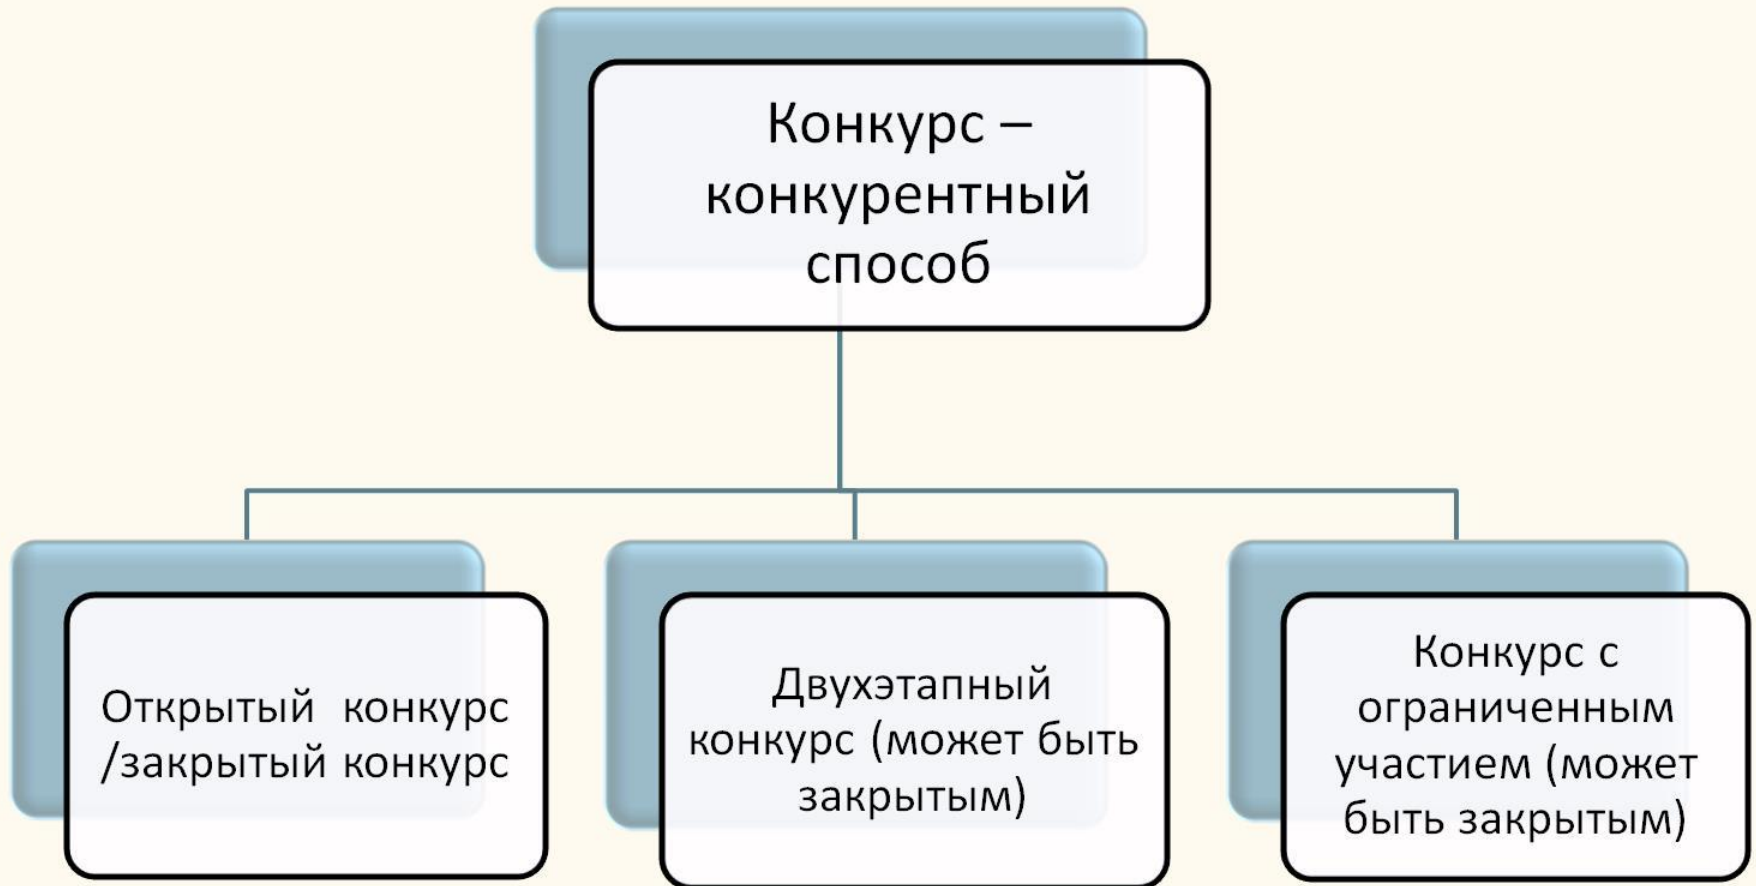 Конкурс –
конкурентный
способ
Открытый конкурс
/закрытый конкурс
Двухэтапный
конкурс (может быть
закрытым)
Конкурс с
ограниченным
участием (может
быть закрытым)